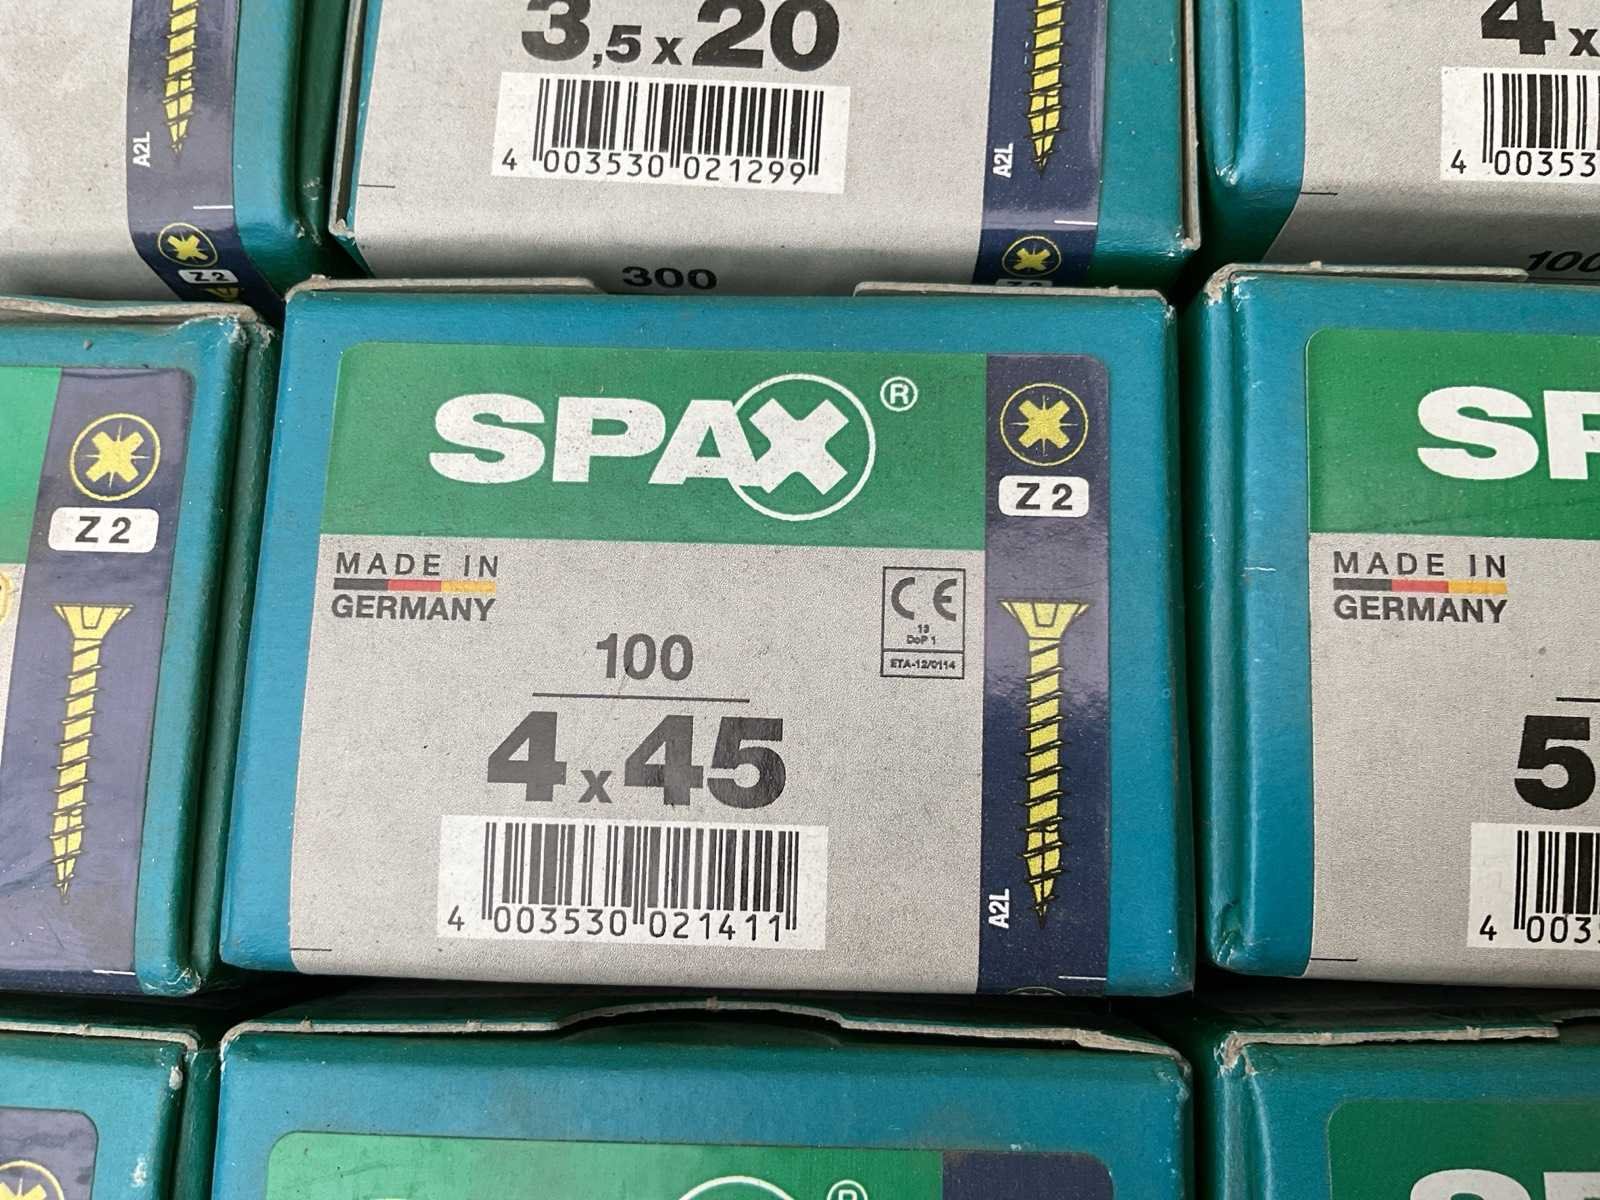 3,5 x 20
4 x
A2L
4 003530 021299
A2L
4 00353
Z 2
300
Z 2
100
SPAX®
Z 2
SP
Z 2
MADE IN
GERMANY
CE
13
DoP 1
ETA-12/0114
MADE IN
GERMANY
100
4 x 45
5
A2L
4 003530 021411
4 003
®